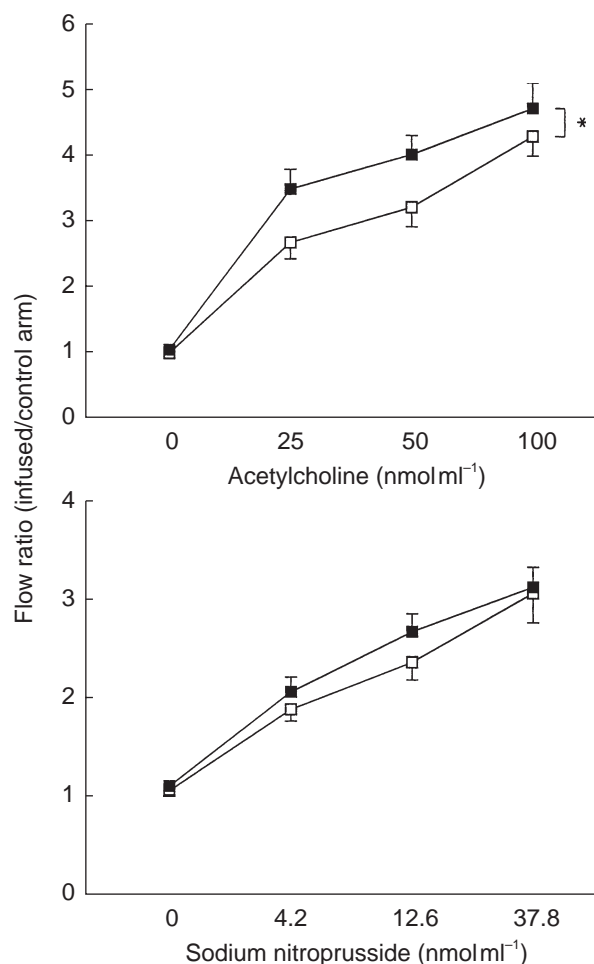 6
5
4
3
2
1
0
*
0 25 50 100
Acetylcholine (nmol ml⁻¹)
Flow ratio (infused/control arm)
4
3
2
1
0
0 4.2 12.6 37.8
Sodium nitroprusside (nmol ml⁻¹)